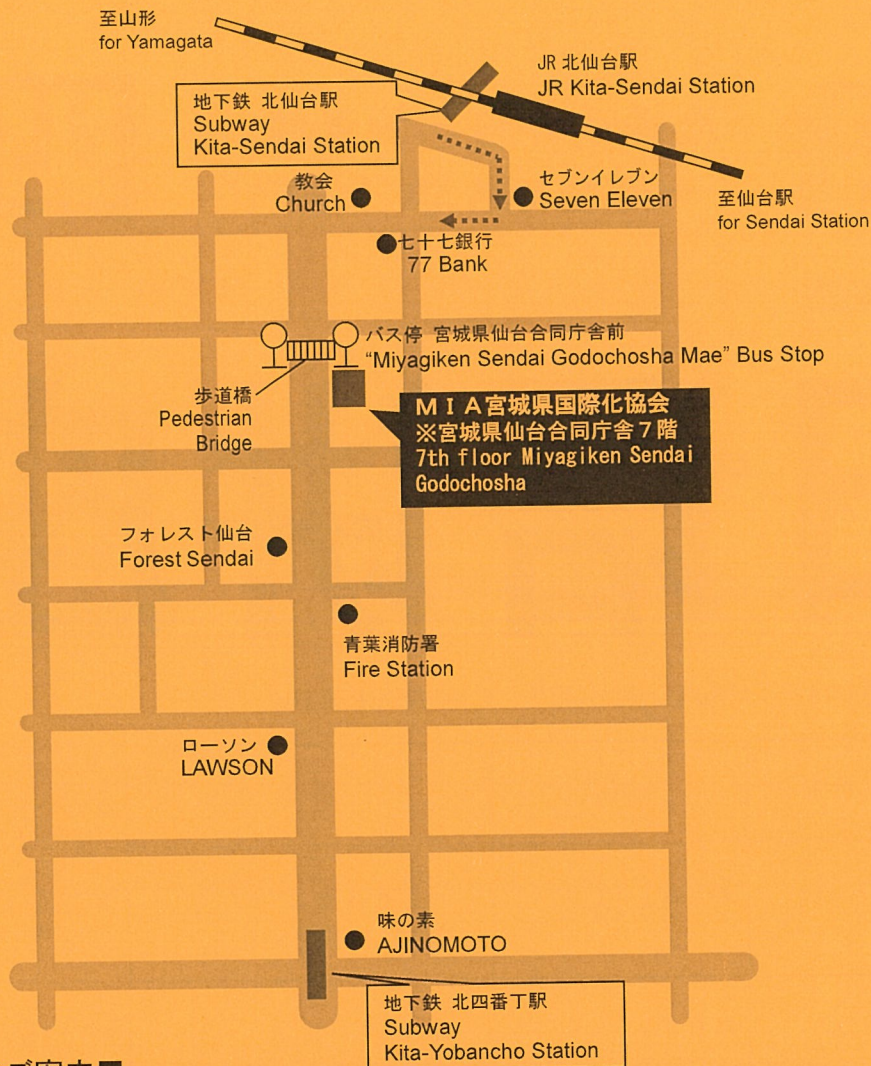 至山形
for Yamagata
JR 北仙台駅
JR Kita-Sendai Station
地下鉄 北仙台駅
Subway
Kita-Sendai Station
教会
Church
セブンイレブン
Seven Eleven
至仙台駅
for Sendai Station
七十七銀行
77 Bank
バス停 宮城県仙台合同庁舎前
“Miyagiken Sendai Godochosha Mae” Bus Stop
歩道橋
Pedestrian
Bridge
ＭＩＡ宮城県国際化協会
※宮城県仙台合同庁舎７階
7th floor Miyagiken Sendai
Godochosha
フォレスト仙台
Forest Sendai
青葉消防署
Fire Station
ローソン
LAWSON
味の素
AJINOMOTO
地下鉄 北四番丁駅
Subway
Kita-Yobancho Station